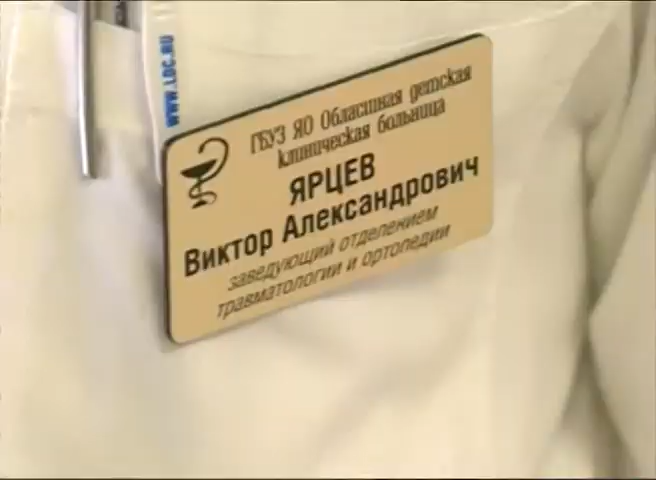 WWW.LDC.RU
ГБУЗ ЯО Областная детская
клиническая больница
ЯРЦЕВ
Виктор Александрович
заведующий отделением
травматологии и ортопедии